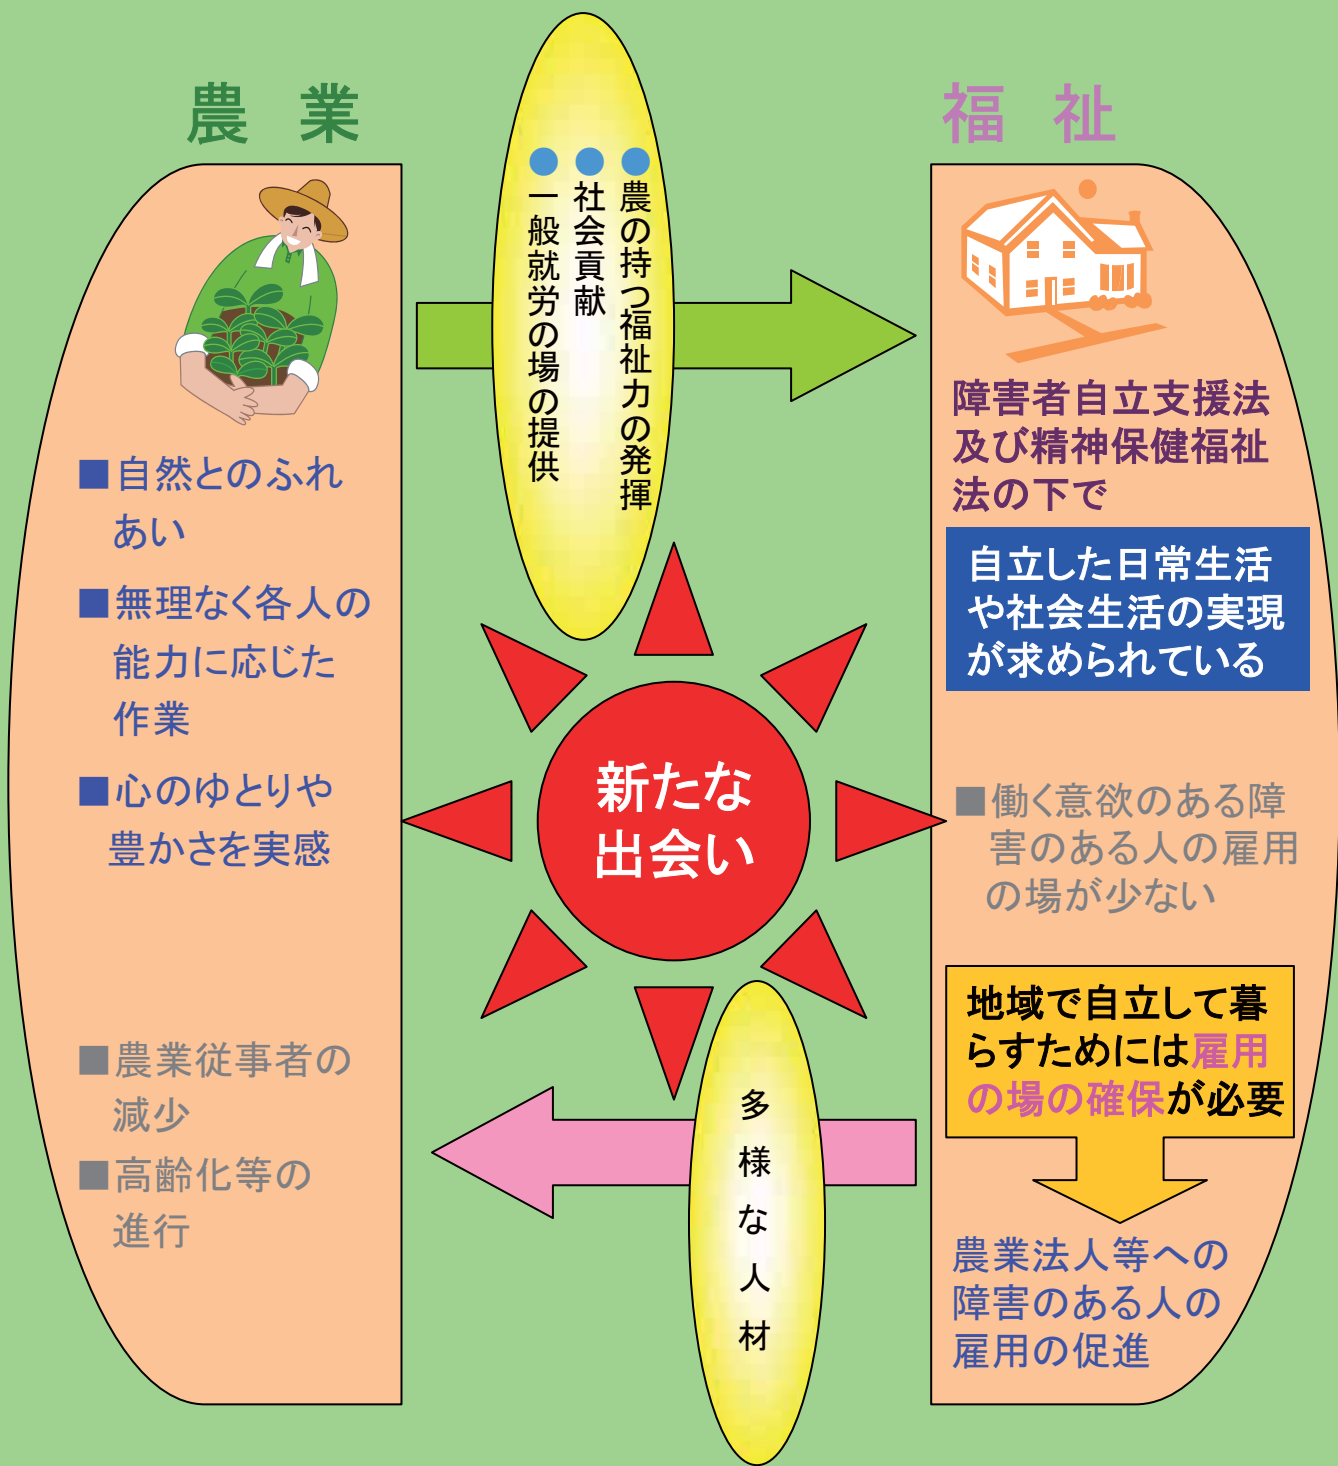 農業
■自然とのふれ
あい
■無理なく各人の
能力に応じた
作業
■心のゆとりや
豊かさを実感
■農業従事者の
減少
■高齢化等の
進行
●農の持つ福祉力の発揮
●社会貢献
●一般就労の場の提供
新たな
出会い
多様な人材
福祉
障害者自立支援法
及び精神保健福祉
法の下で
自立した日常生活
や社会生活の実現
が求められている
■働く意欲のある障
害のある人の雇用
の場が少ない
地域で自立して暮
らすためには雇用
の場の確保が必要
農業法人等への
障害のある人の
雇用の促進